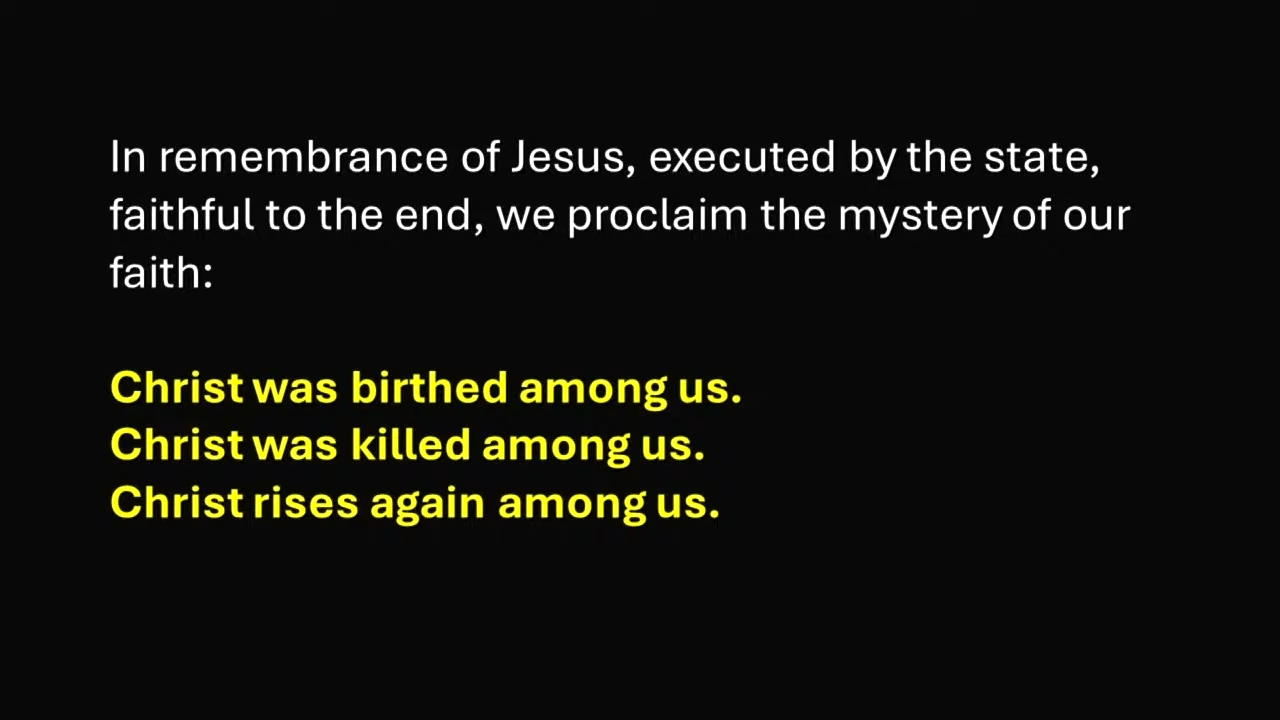 In remembrance of Jesus, executed by the state,
faithful to the end, we proclaim the mystery of our
faith:
Christ was birthed among us.
Christ was killed among us.
Christ rises again among us.